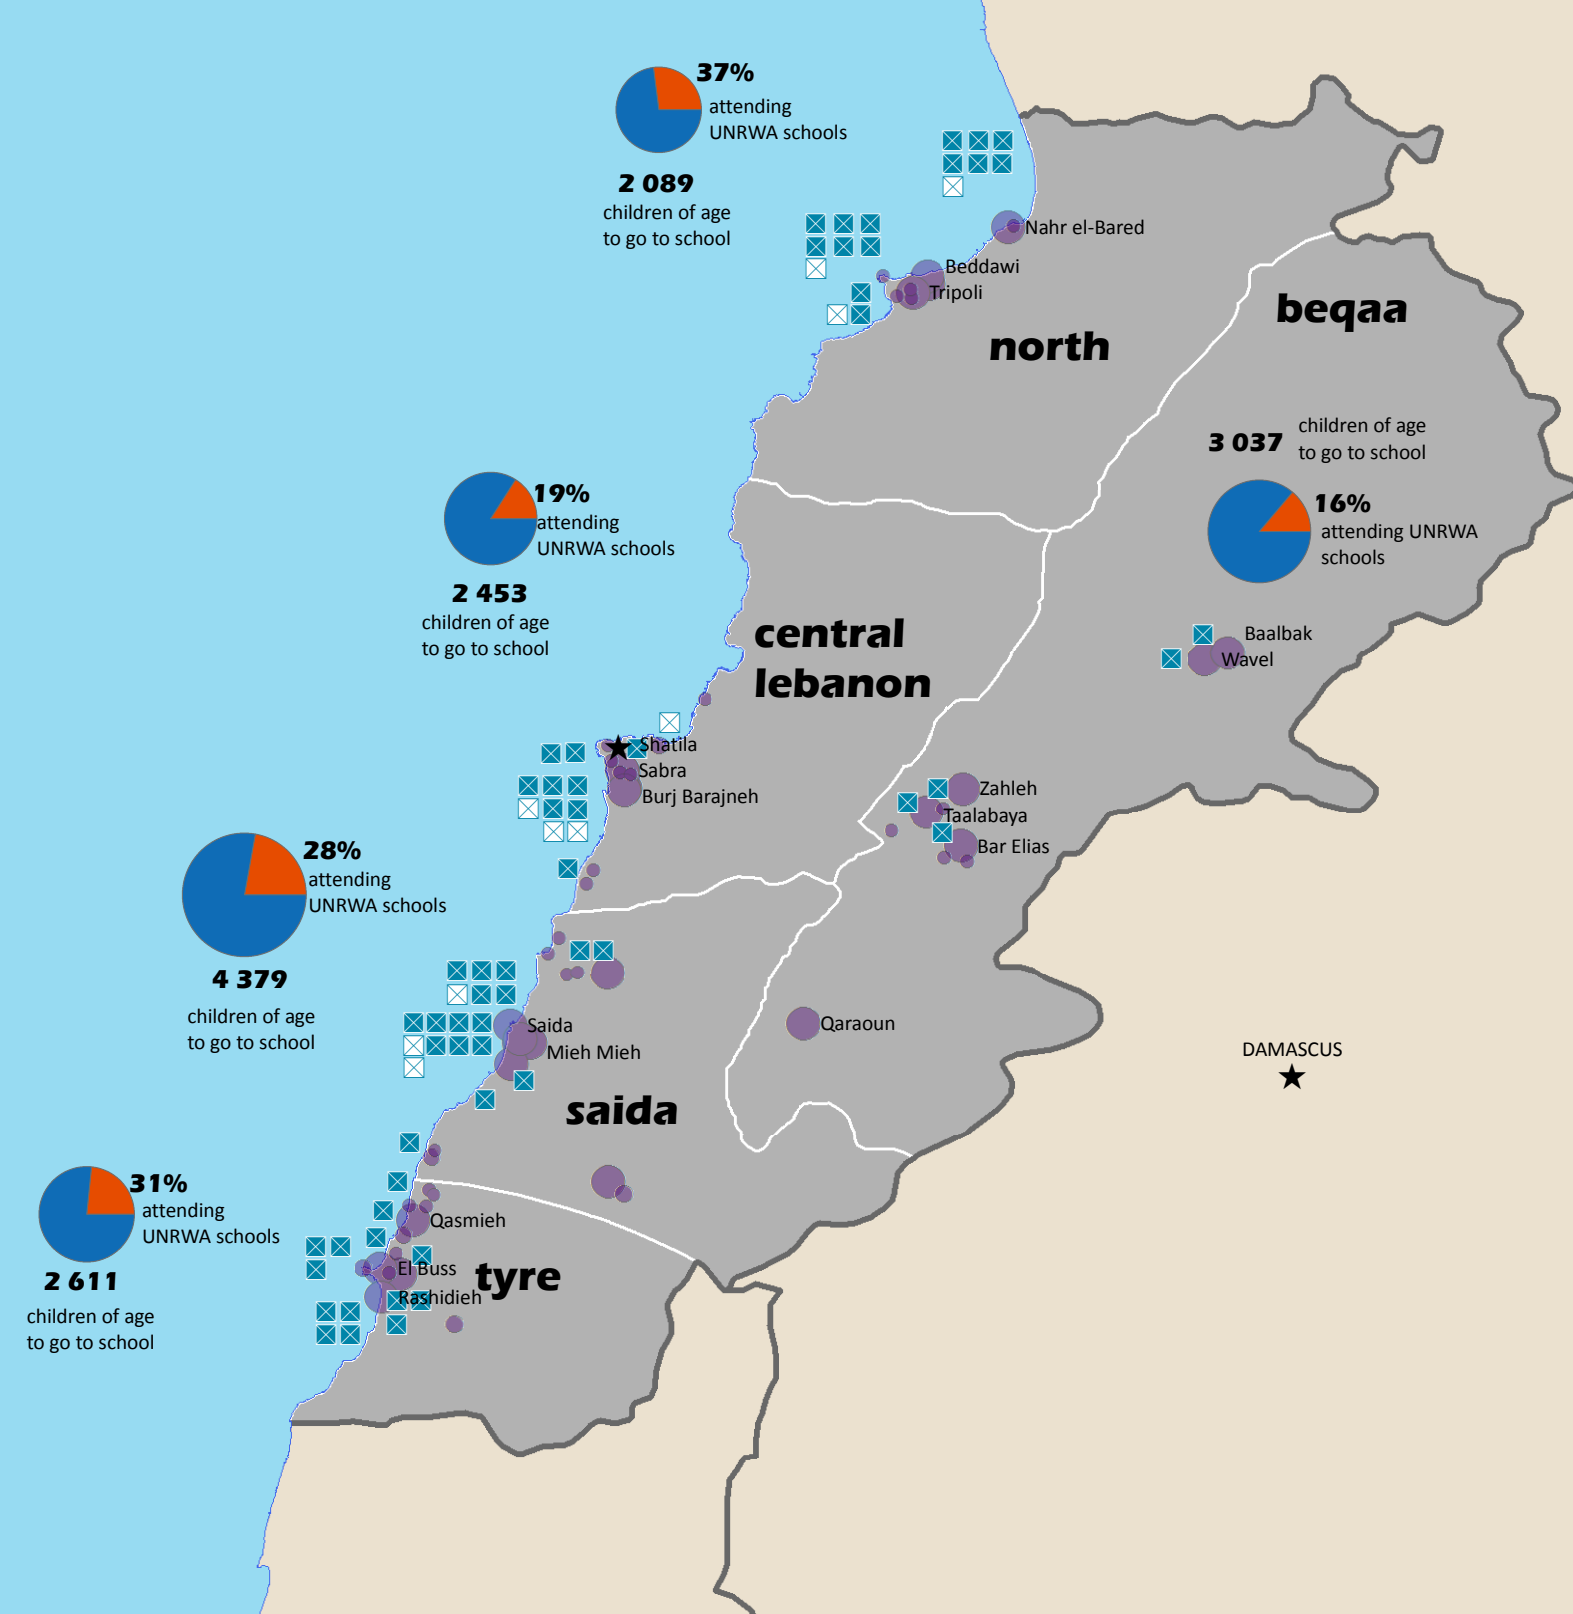 37%
attending
UNRWA schools
2 089
children of age
to go to school
Nahr el-Bared
Beddawi
Tripoli
north
beqaa
3 037
children of age
to go to school
16%
attending UNRWA
schools
19%
attending
UNRWA schools
2 453
children of age
to go to school
central
lebanon
Baalbak
Wavel
Shatila
Sabra
Burj Barajneh
Zahleh
Taalabaya
Bar Elias
28%
attending
UNRWA schools
4 379
children of age
to go to school
Saida
Mieh Mieh
Qaraoun
DAMASCUS
saida
31%
attending
UNRWA schools
2 611
children of age
to go to school
Qasmieh
El Buss
tyre
Rashidieh